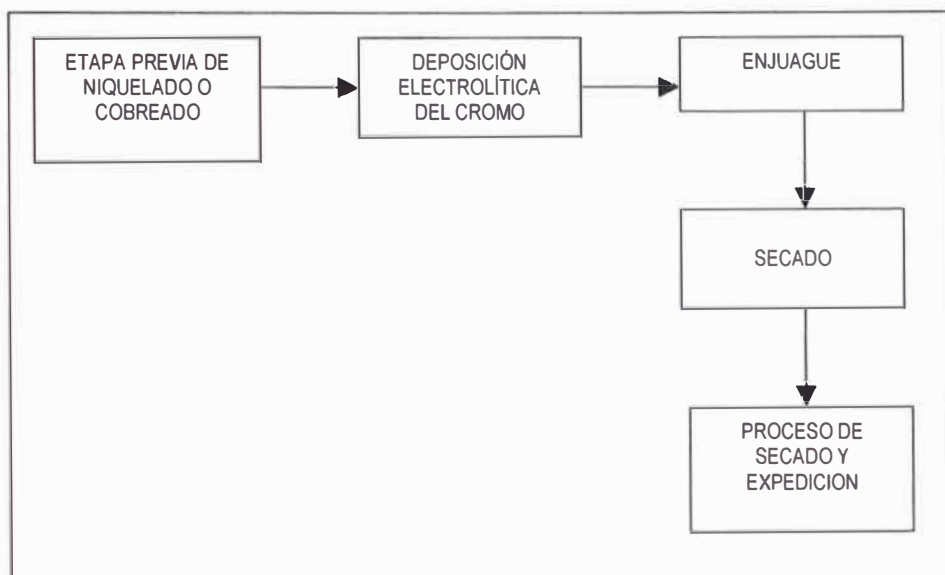 ETAPA PREVIA DE
NIQUELADO O
COBREADO
DEPOSICIÓN
ELECTROLÍTICA
DEL CROMO
ENJUAGUE
SECADO
PROCESO DE
SECADO Y
EXPEDICION